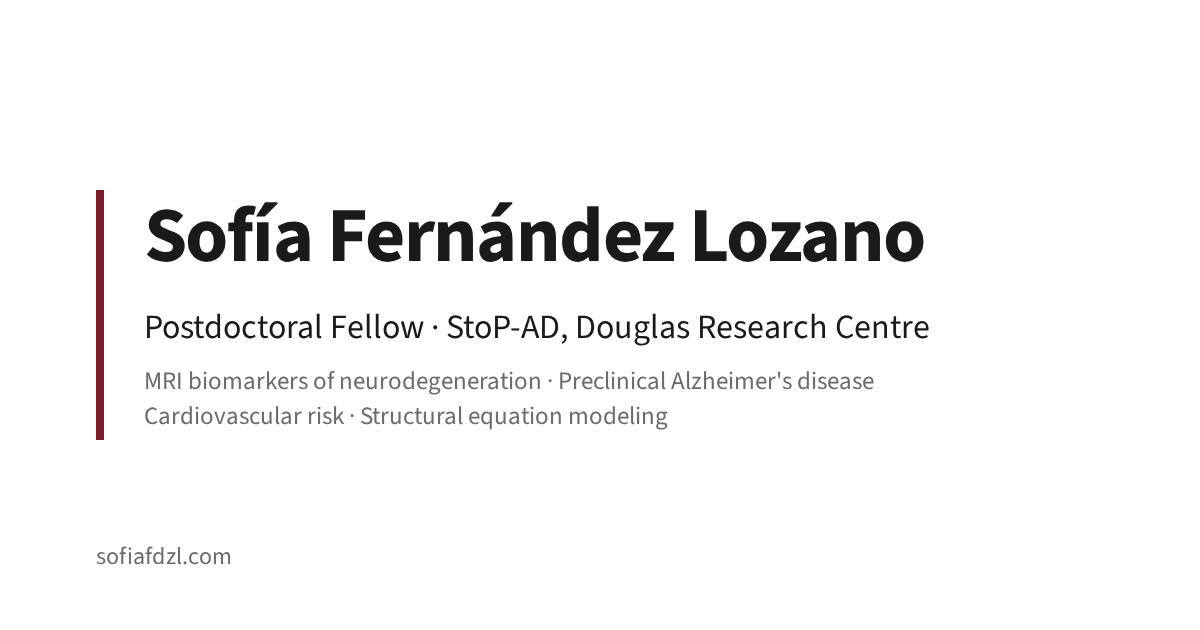 Sofía Fernández Lozano
Postdoctoral Fellow · StoP-AD, Douglas Research Centre
MRI biomarkers of neurodegeneration · Preclinical Alzheimer's disease
Cardiovascular risk · Structural equation modeling
sofiafdzl.com